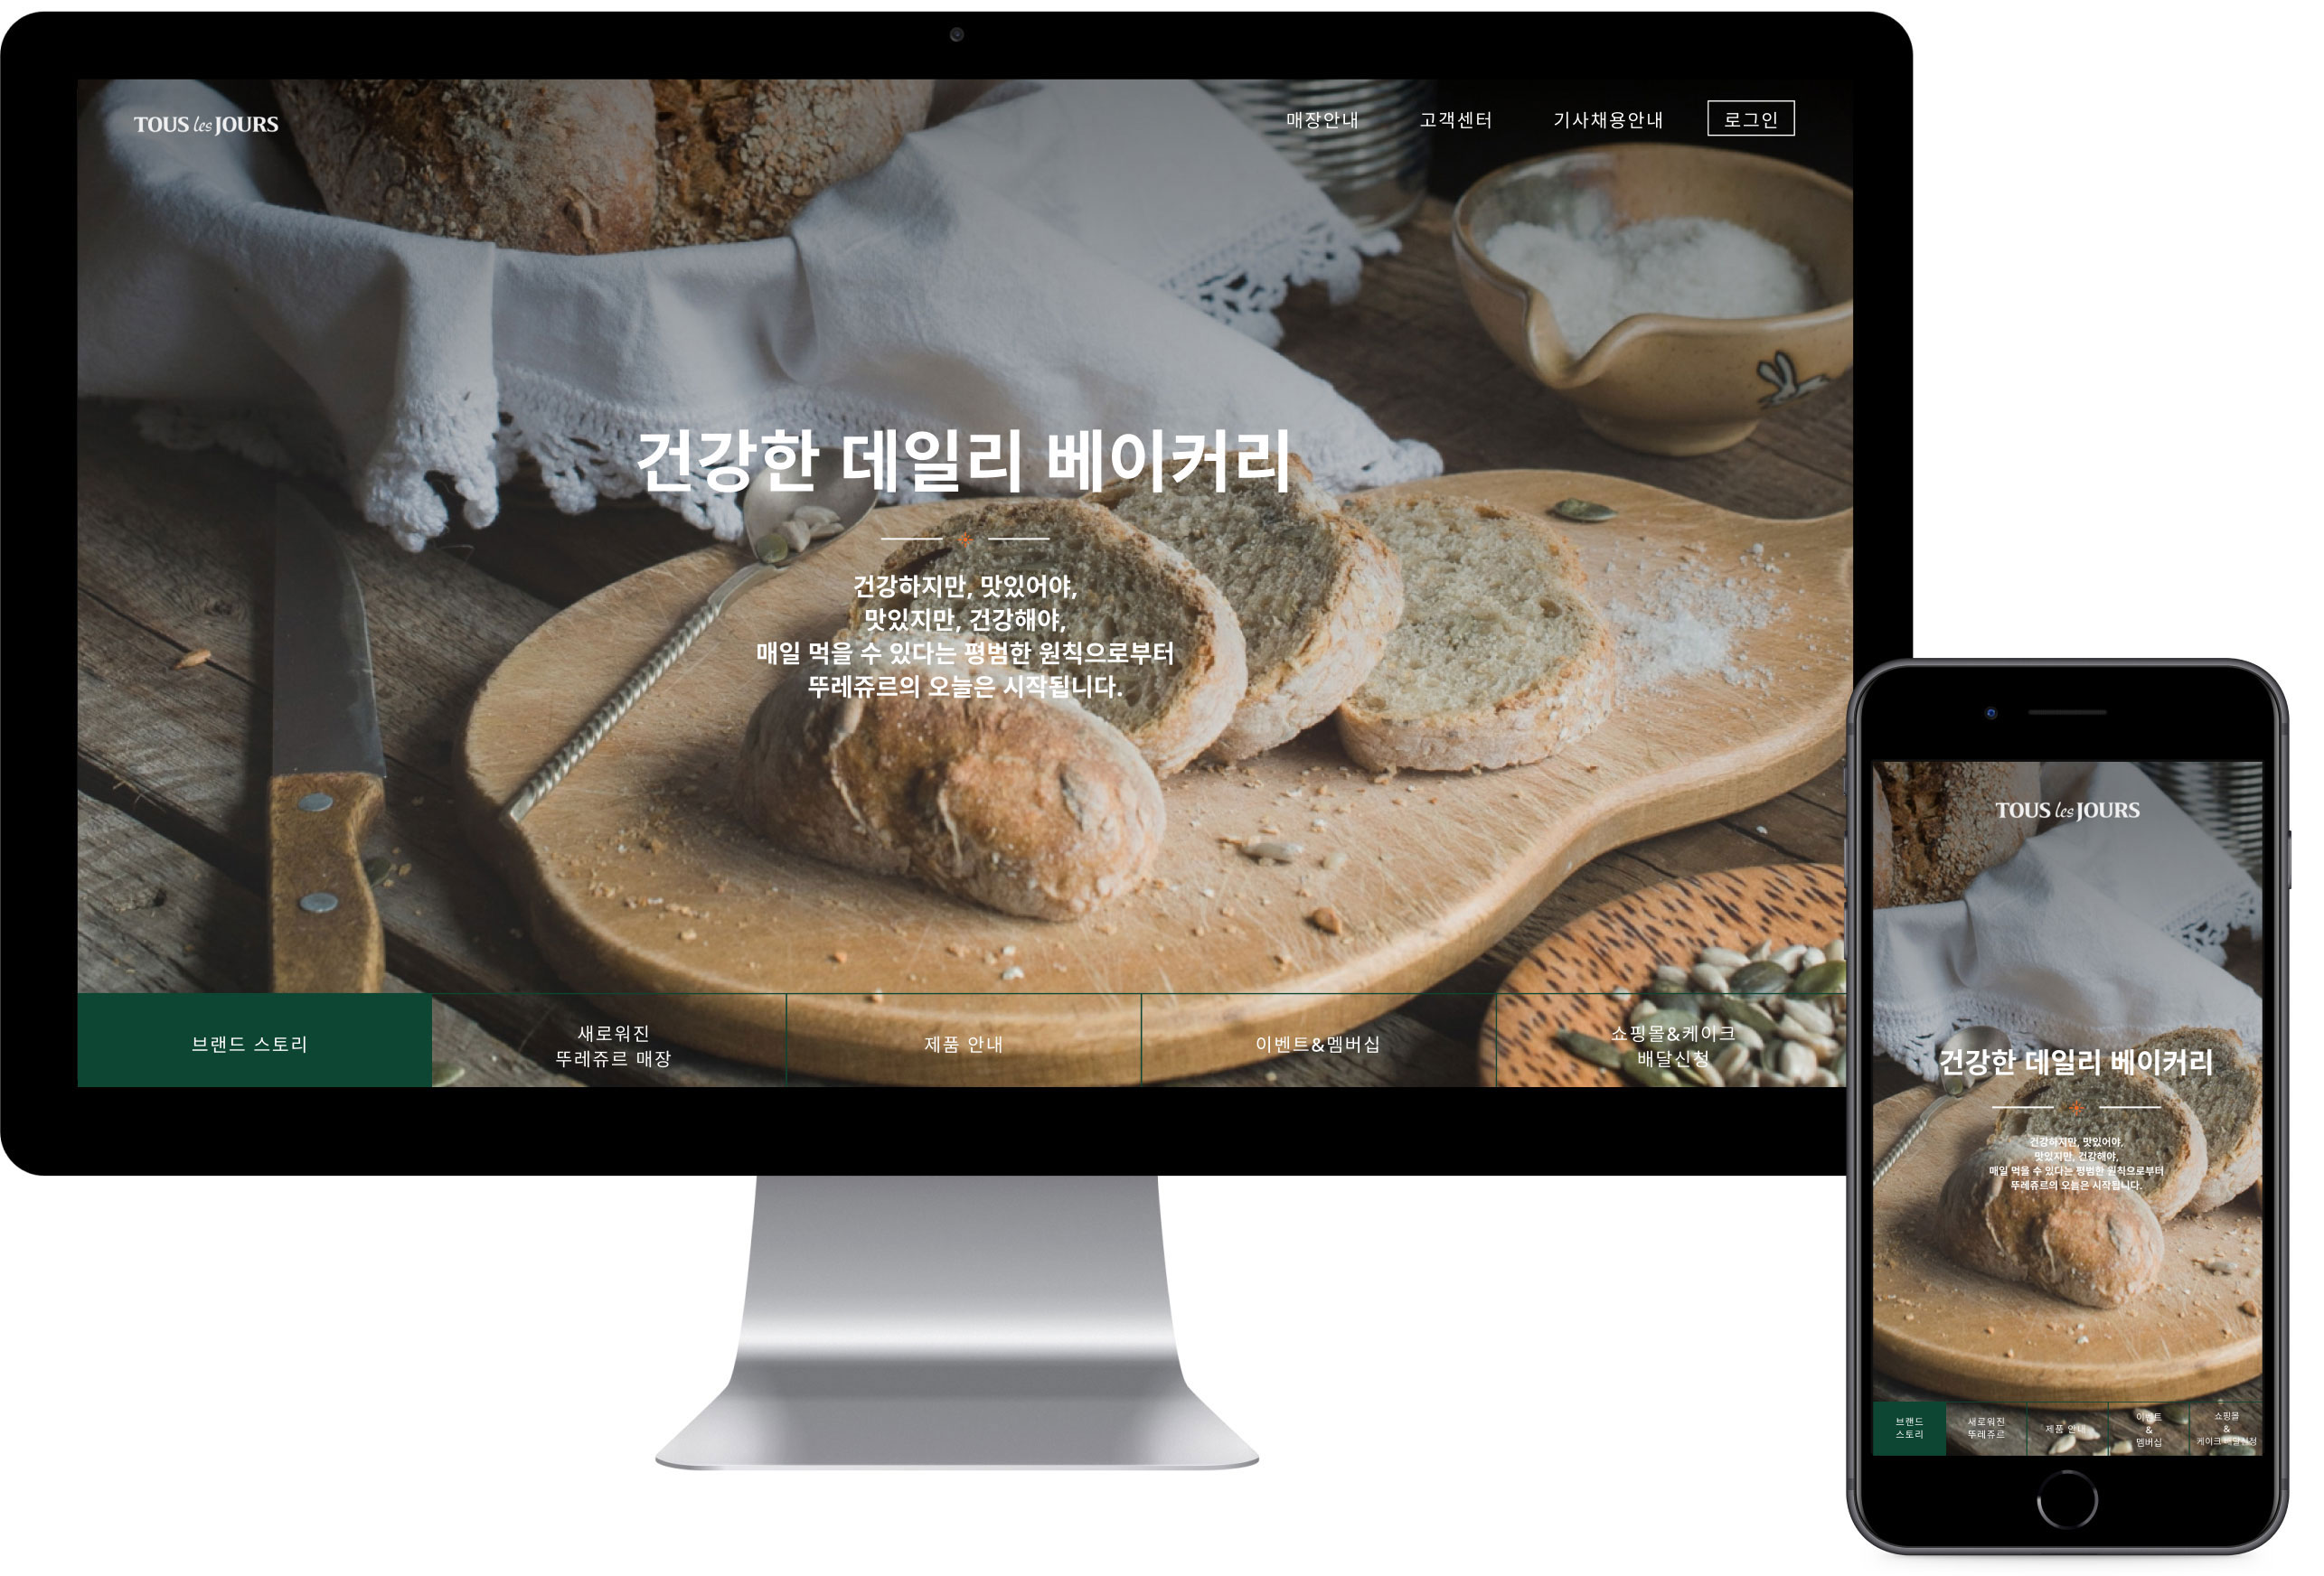 TOUS les JOURS
매장안내
고객센터
기사채용안내
로그인
건강한 데일리 베이커리
건강하지만, 맛있어야,
맛있지만, 건강해야,
매일 먹을 수 있다는 평범한 원칙으로부터
뚜레쥬르의 오늘은 시작됩니다.
브랜드 스토리
새로워진
뚜레쥬르 매장
제품 안내
이벤트&멤버십
쇼핑몰&케이크
배달신청
TOUS les JOURS
건강한 데일리 베이커리
건강하지만, 맛있어야,
맛있지만, 건강해야,
매일 먹을 수 있다는 평범한 원칙으로부터
뚜레쥬르의 오늘은 시작됩니다.
브랜드
스토리
새로워진
뚜레쥬르
제품 안내
이벤트
&
멤버십
쇼핑몰
&
케이크 배달신청